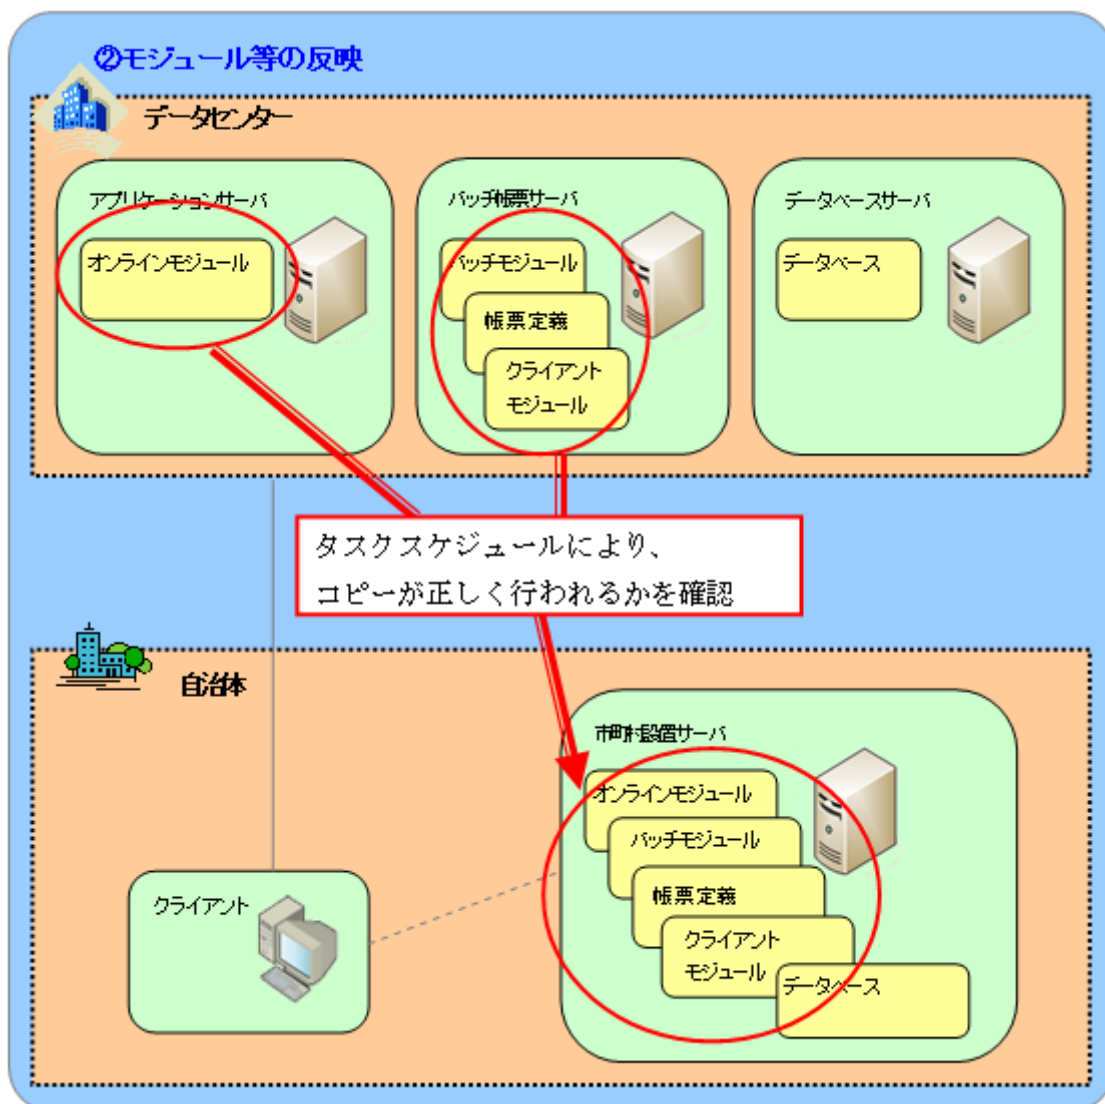 ②モジュール等の反映
データセンター
アプリケーションサーバ
オンラインモジュール
バッチ帳票サーバ
バッチモジュール
帳票定義
クライアント
モジュール
データベースサーバ
データベース
タスクスケジュールにより、
コピーが正しく行われるかを確認
自治体
クライアント
市町村設置サーバ
オンラインモジュール
バッチモジュール
帳票定義
クライアント
モジュール
データベース